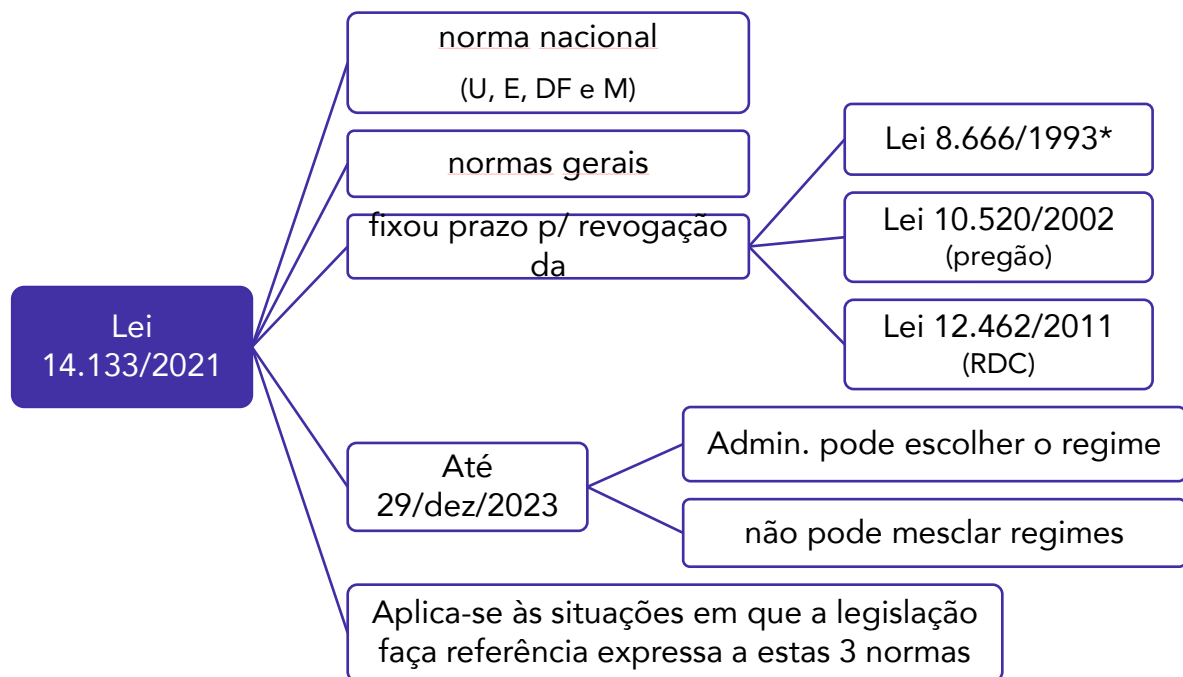 Lei
14.133/2021
norma nacional
(U, E, DF e M)
normas gerais
fixou prazo p/ revogação
da
Lei 8.666/1993*
Lei 10.520/2002
(pregão)
Lei 12.462/2011
(RDC)
Até
29/dez/2023
Admin. pode escolher o regime
não pode mesclar regimes
Aplica-se às situações em que a legislação
faça referência expressa a estas 3 normas